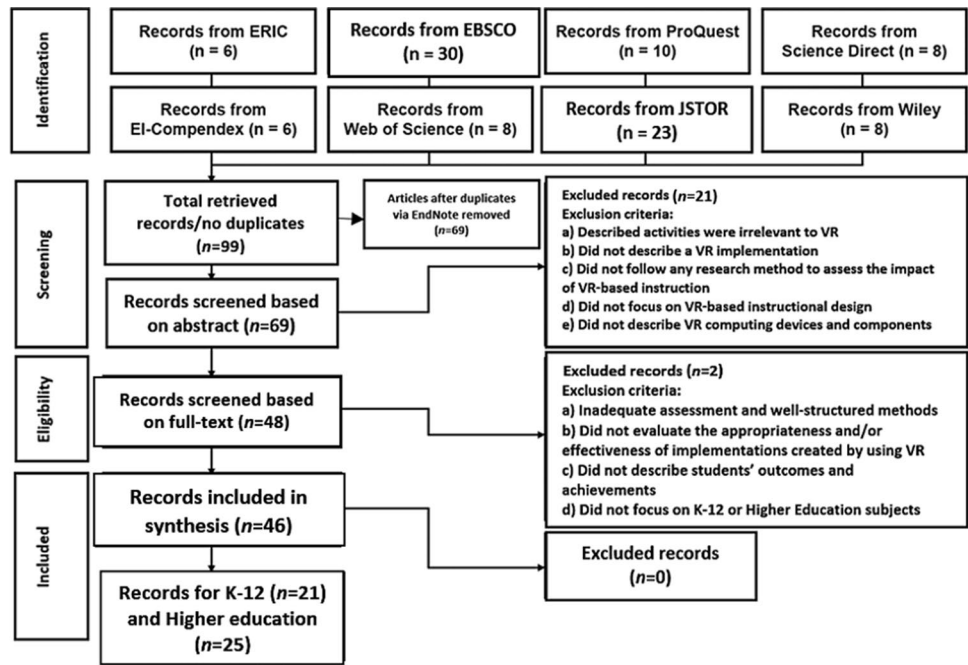 Identification
Records from ERIC
(n = 6)
Records from EBSCO
(n = 30)
Records from ProQuest
(n = 10)
Records from
Science Direct (n = 8)
Records from
EI-Compendex (n = 6)
Records from
Web of Science (n = 8)
Records from JSTOR
(n = 23)
Records from Wiley
(n = 8)
Screening
Total retrieved
records/no duplicates
(n=99)
Articles after duplicates
via EndNote removed
(n=69)
Excluded records (n=21)
Exclusion criteria:
a) Described activities were irrelevant to VR
b) Did not describe a VR implementation
c) Did not follow any research method to assess the impact
of VR-based instruction
d) Did not focus on VR-based instructional design
e) Did not describe VR computing devices and components
Records screened based
on abstract (n=69)
Eligibility
Records screened based
on full-text (n=48)
Excluded records (n=2)
Exclusion criteria:
a) Inadequate assessment and well-structured methods
b) Did not evaluate the appropriateness and/or
effectiveness of implementations created by using VR
c) Did not describe students' outcomes and
achievements
d) Did not focus on K-12 or Higher Education subjects
Included
Records included in
synthesis (n=46)
Excluded records
(n=0)
Records for K-12 (n=21)
and Higher education
(n=25)